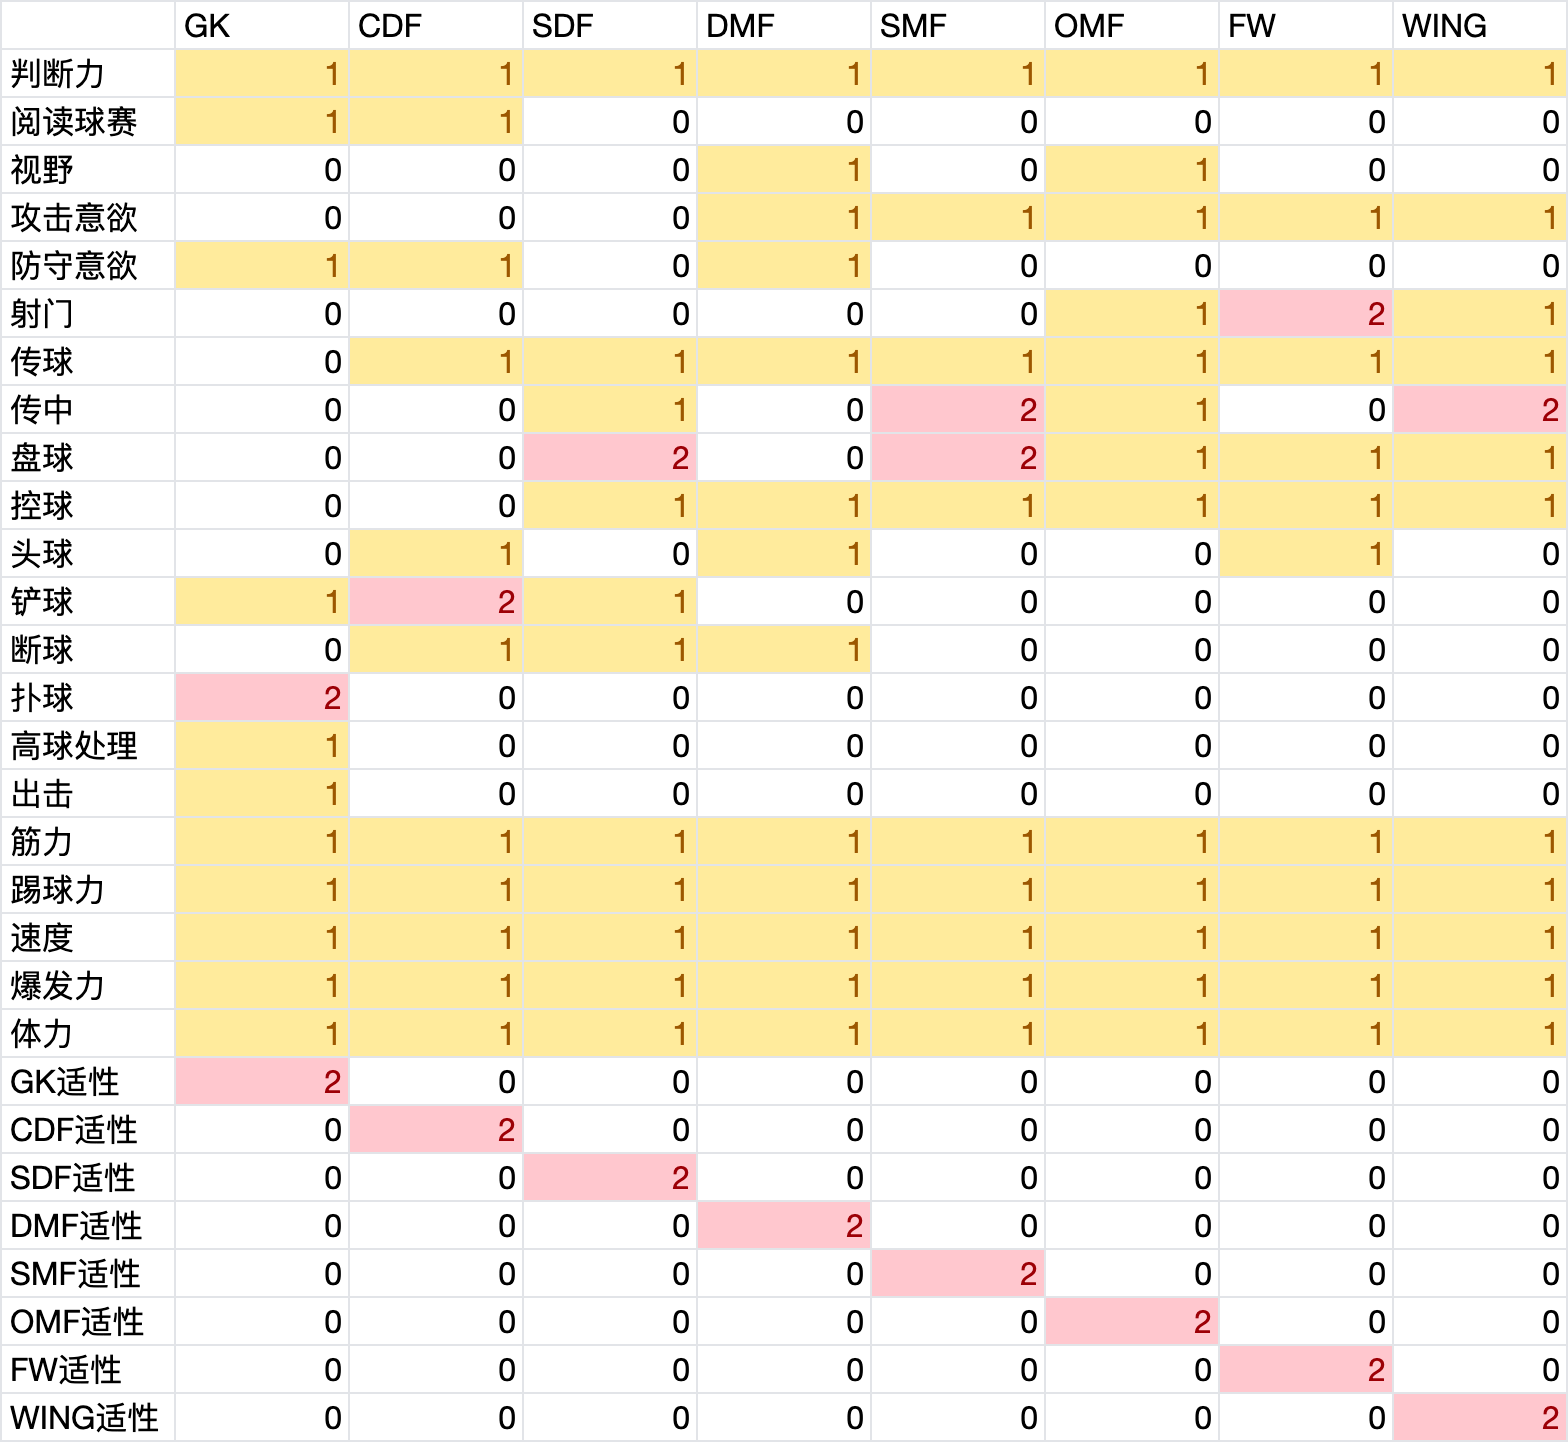 GK CDF SDF DMF SMF OMF FW WING
判断力 1 1 1 1 1 1 1 1
阅读球赛 1 1 0 0 0 0 0 0
视野 0 0 0 1 0 1 0 0
攻击意欲 0 0 0 1 1 1 1 1
防守意欲 1 1 0 1 0 0 0 0
射门 0 0 0 0 0 1 2 1
传球 0 1 1 1 1 1 1 1
传中 0 0 1 0 2 1 0 2
盘球 0 0 2 0 2 1 1 1
控球 0 0 1 1 1 1 1 1
头球 0 1 0 1 0 0 1 0
铲球 1 2 1 0 0 0 0 0
断球 0 1 1 1 0 0 0 0
扑球 2 0 0 0 0 0 0 0
高球处理 1 0 0 0 0 0 0 0
出击 1 0 0 0 0 0 0 0
筋力 1 1 1 1 1 1 1 1
踢球力 1 1 1 1 1 1 1 1
速度 1 1 1 1 1 1 1 1
爆发力 1 1 1 1 1 1 1 1
体力 1 1 1 1 1 1 1 1
GK适性 2 0 0 0 0 0 0 0
CDF适性 0 2 0 0 0 0 0 0
SDF适性 0 0 2 0 0 0 0 0
DMF适性 0 0 0 2 0 0 0 0
SMF适性 0 0 0 0 2 0 0 0
OMF适性 0 0 0 0 0 2 0 0
FW适性 0 0 0 0 0 0 2 0
WING适性 0 0 0 0 0 0 0 2